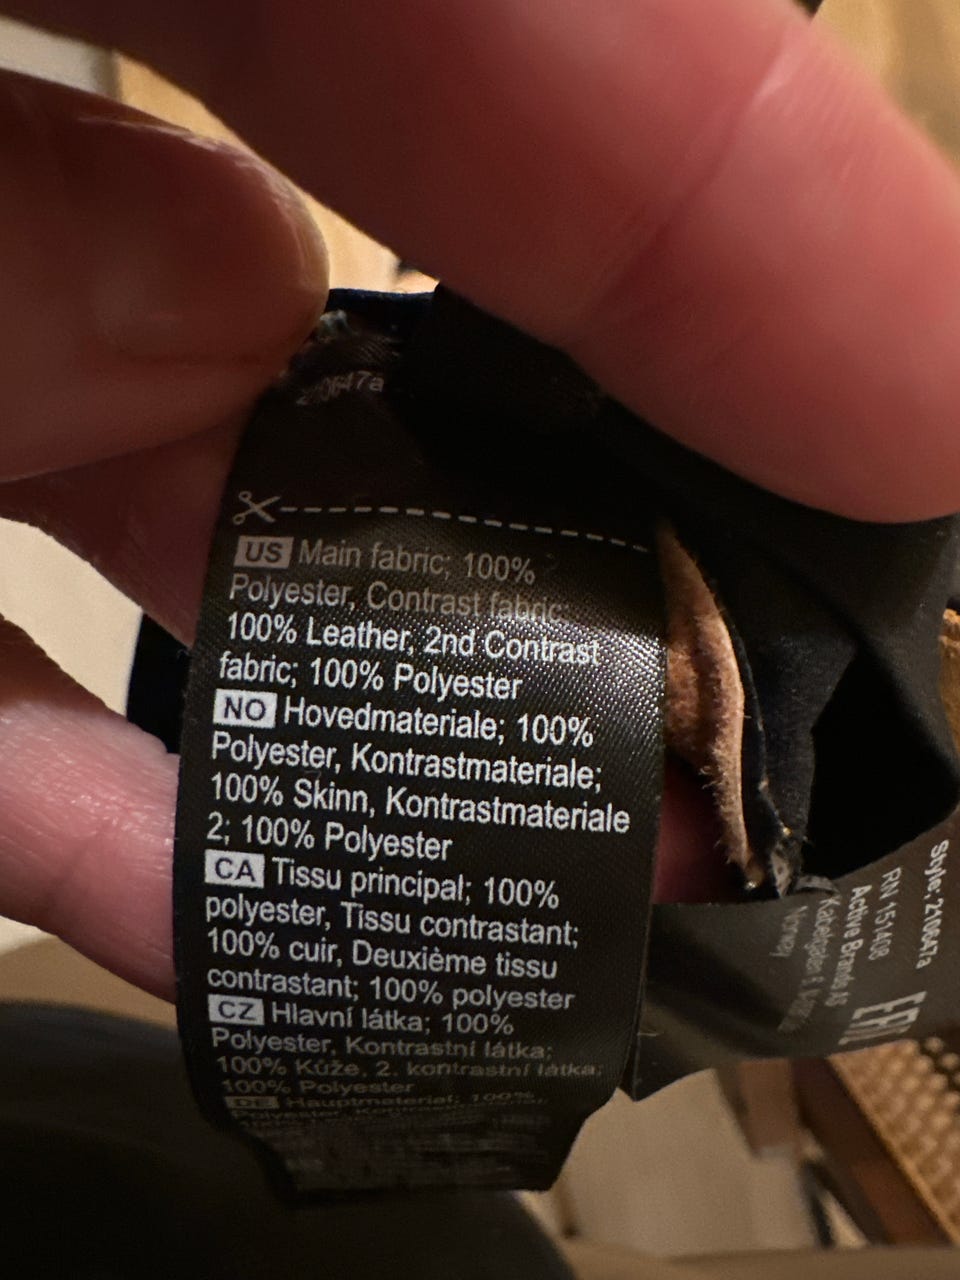 US Main fabric; 100%
Polyester, Contrast fabric;
100% Leather, 2nd Contrast
fabric; 100% Polyester
NO Hovedmateriale; 100%
Polyester, Kontrastmateriale;
100% Skinn, Kontrastmateriale
2; 100% Polyester
CA Tissu principal; 100%
polyester, Tissu contrastant;
100% cuir, Deuxième tissu
contrastant; 100% polyester
CZ Hlavní látka; 100%
Polyester, Kontrastní látka;
100% Kůže, 2. kontrastní látka;
100% Polyester
DE Hauptmaterial; 100%
Polyester,
Style: 210647a
RN 151468
Active Brands AS
Norway
EAC